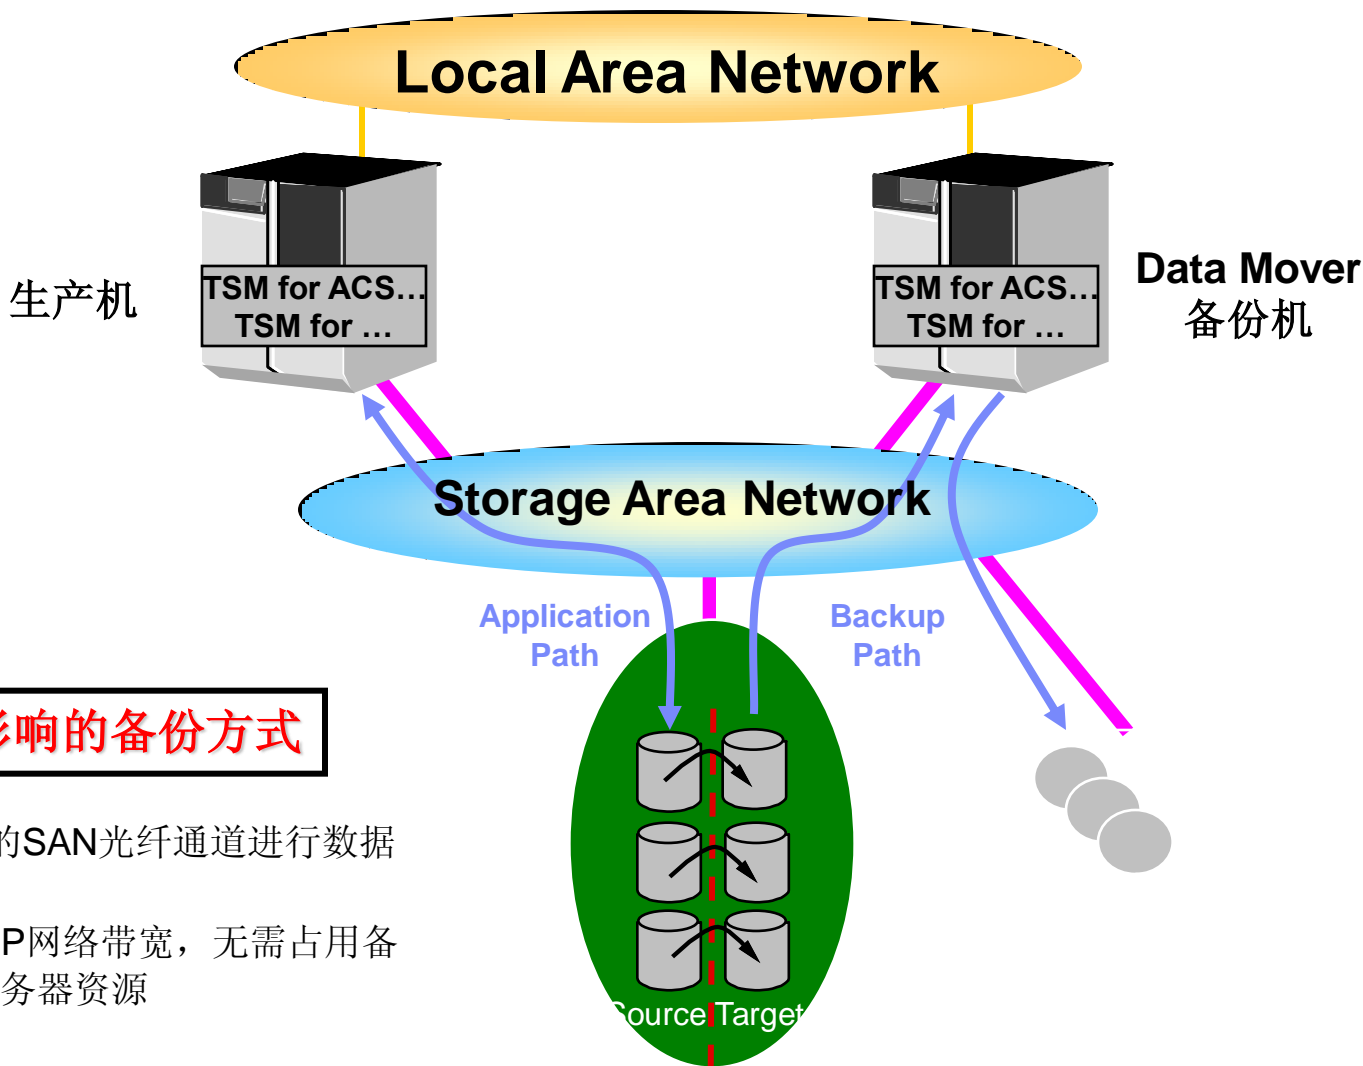 Local Area Network
生产机
TSM for ACS…
TSM for …
TSM for ACS…
TSM for …
Data Mover
备份机
Storage Area Network
Application
Path
Backup
Path
影响的备份方式
的SAN光纤通道进行数据
P网络带宽，无需占用备
务器资源
Source Target